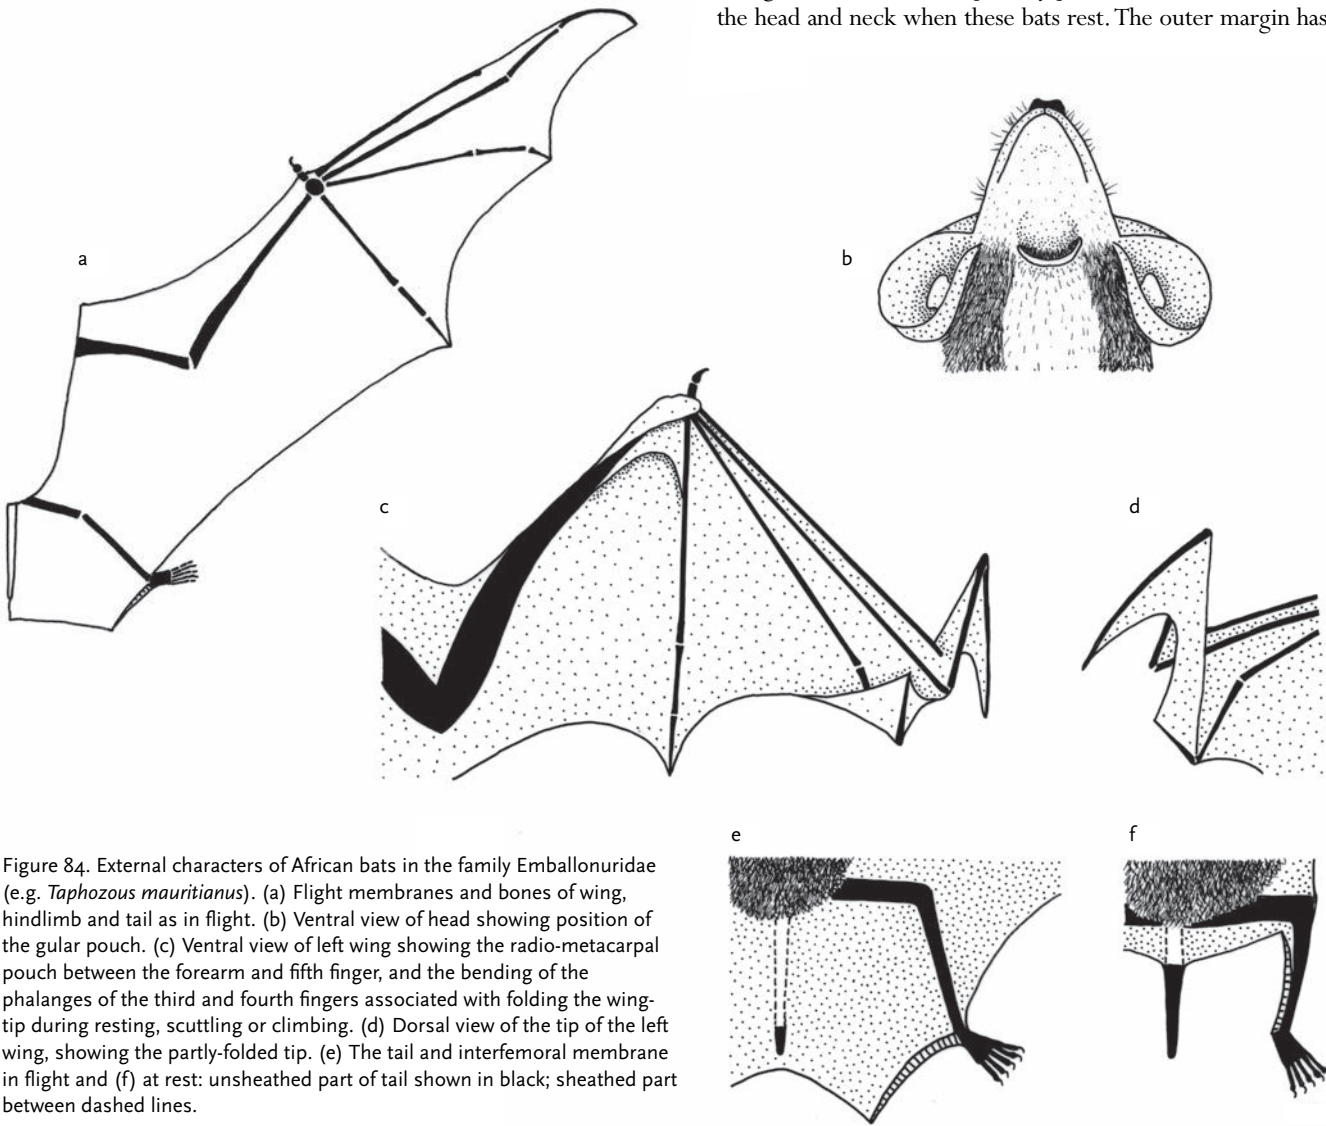 the head and neck when these bats rest. The outer margin has
a
b
c
d
e
f
Figure 84. External characters of African bats in the family Emballonuridae
(e.g. Taphozous mauritianus). (a) Flight membranes and bones of wing,
hindlimb and tail as in flight. (b) Ventral view of head showing position of
the gular pouch. (c) Ventral view of left wing showing the radio-metacarpal
pouch between the forearm and fifth finger, and the bending of the
phalanges of the third and fourth fingers associated with folding the wing-
tip during resting, scuttling or climbing. (d) Dorsal view of the tip of the left
wing, showing the partly-folded tip. (e) The tail and interfemoral membrane
in flight and (f) at rest: unsheathed part of tail shown in black; sheathed part
between dashed lines.